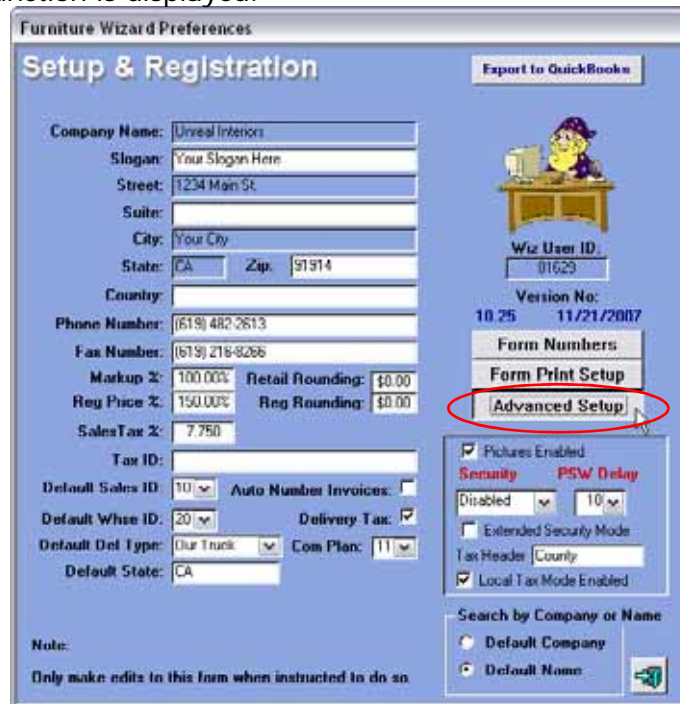 unction is displayed.
Furniture Wizard Preferences
Setup & Registration
Export to QuickBooks
Company Name: Unreal Interiors
Slogan: Your Slogan Here
Street: 1234 Main St.
Suite:
City: Your City
State: CA Zip: 91914
Country:
Phone Number: (619) 482-2613
Fax Number: (619) 216-8266
Markup %: 100.00% Retail Rounding: $0.00
Reg Price %: 150.00% Reg Rounding: $0.00
SalesTax %: 7.750
Tax ID:
Default Sales ID: 10 Auto Number Invoices:
Default Whse ID: 20 Delivery Tax:
Default Del Type: Our Truck Com Plan: 11
Default State: CA
Note:
Only make edits to this form when instructed to do so
Wiz User ID:
01629
Version No:
10.25 11/21/2007
Form Numbers
Form Print Setup
Advanced Setup
Pictures Enabled
Security PSW Delay
Disabled 10
Extended Security Mode
Tax Header County
Local Tax Mode Enabled
Search by Company or Name
Default Company
Default Name